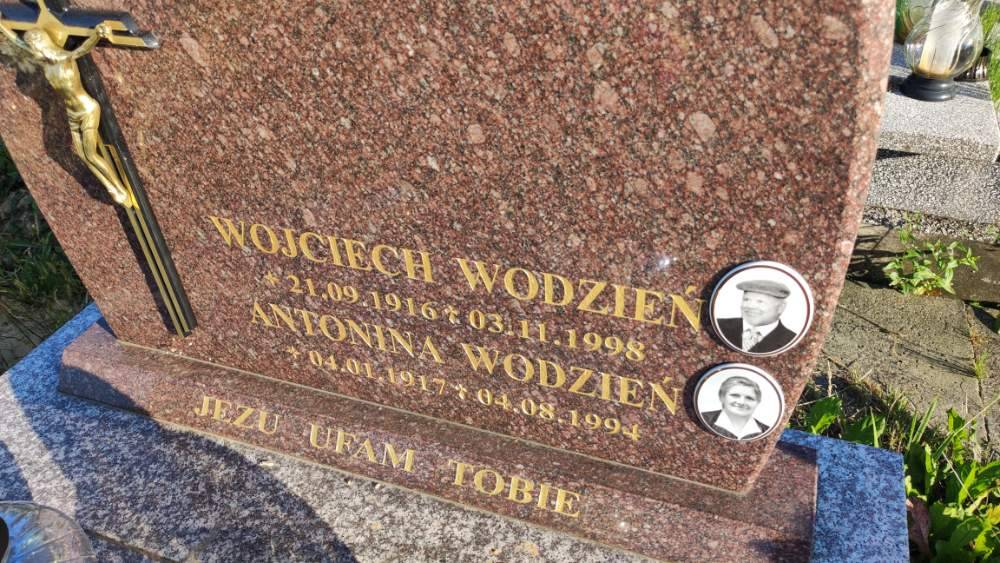 WOJCIECH WODZIEŃ
* 21.09.1916 ✝ 03.11.1998
ANTONINA WODZIEŃ
* 04.01.1917 ✝ 04.08.1994
JEZU UFAM TOBIE